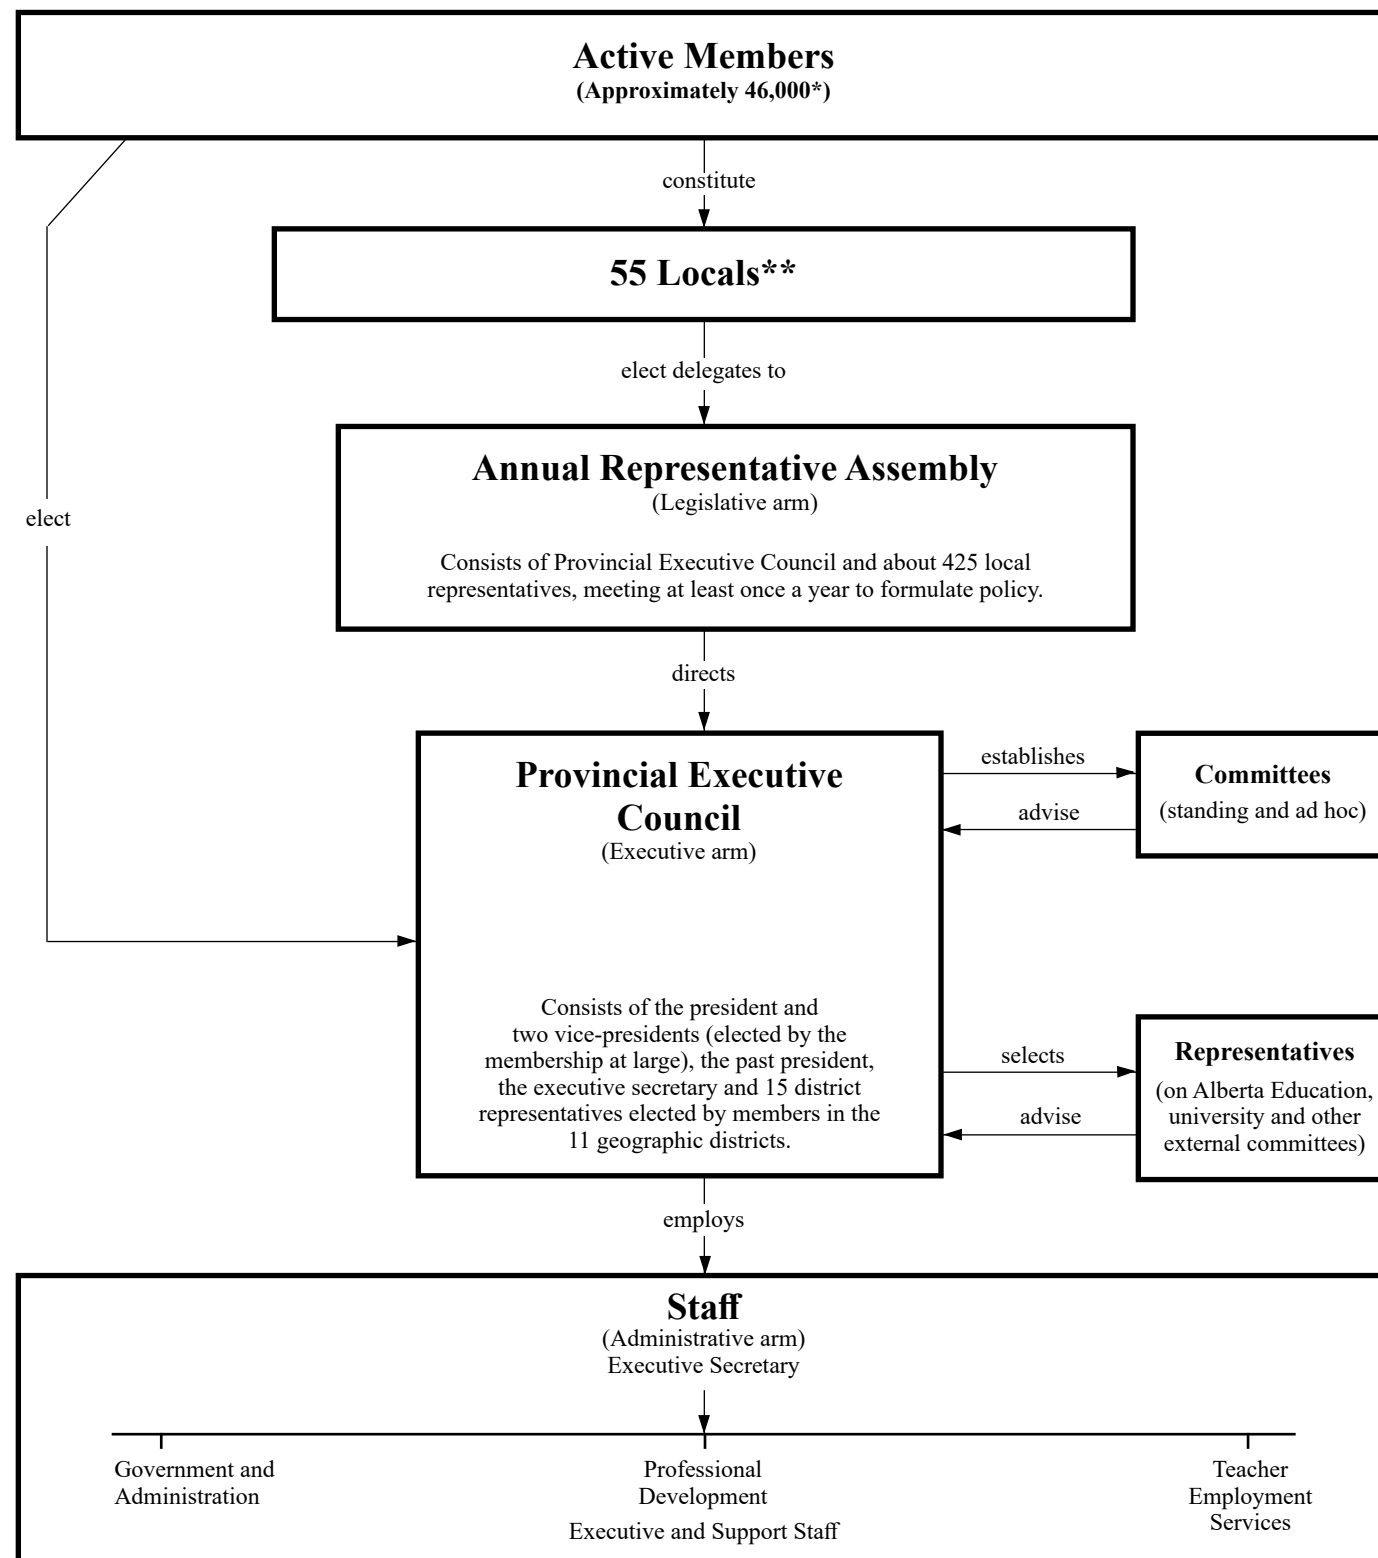 Active Members
(Approximately 46,000*)
constitute
55 Locals**
elect delegates to
Annual Representative Assembly
(Legislative arm)
Consists of Provincial Executive Council and about 425 local
representatives, meeting at least once a year to formulate policy.
elect
directs
Provincial Executive
Council
(Executive arm)
Consists of the president and
two vice-presidents (elected by the
membership at large), the past president,
the executive secretary and 15 district
representatives elected by members in the
11 geographic districts.
establishes
advise
Committees
(standing and ad hoc)
selects
advise
Representatives
(on Alberta Education,
university and other
external committees)
employs
Staff
(Administrative arm)
Executive Secretary
Government and
Administration
Professional
Development
Executive and Support Staff
Teacher
Employment
Services